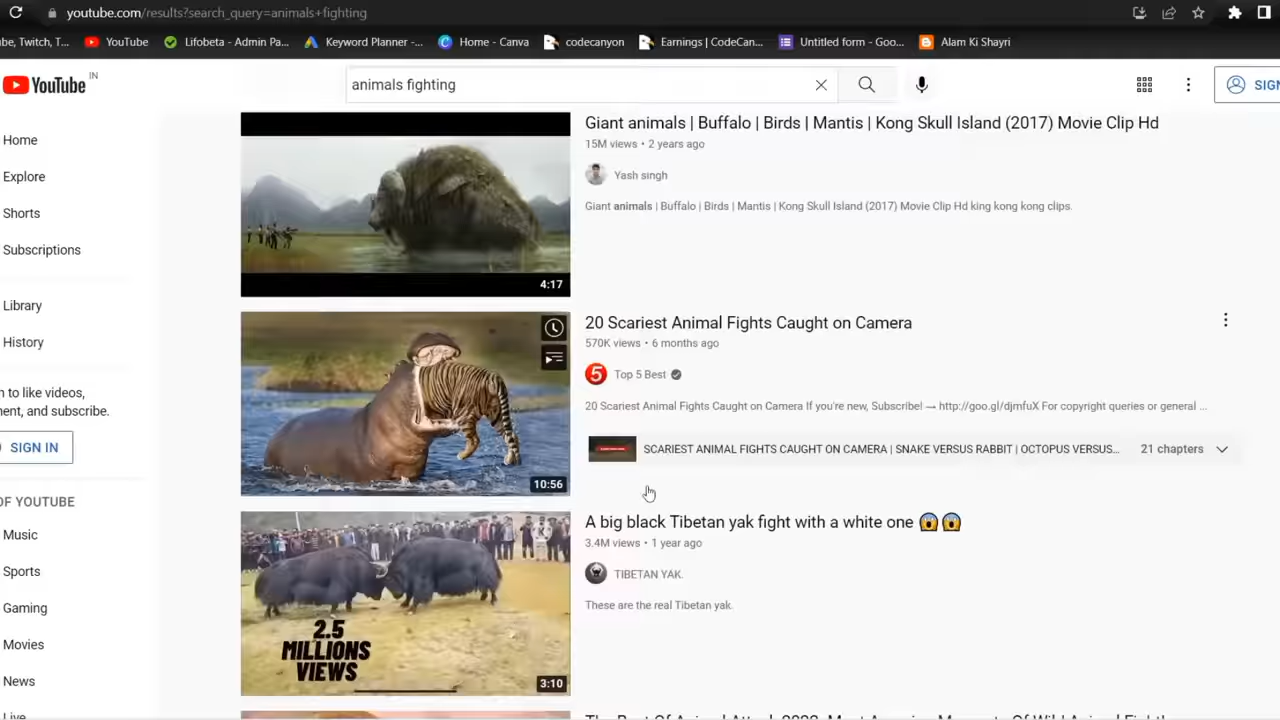 youtube.com/results?search_query=animals+fighting
be, Twitch, T...
YouTube
Lifobeta - Admin Pa...
Keyword Planner -...
Home - Canva
codecanyon
Earnings | CodeCan...
Untitled form - Goo...
Alam Ki Shayri
YouTube IN
animals fighting
SIGN
Home
Explore
Shorts
Subscriptions
Library
History
n to like videos,
ment, and subscribe.
SIGN IN
OF YOUTUBE
Music
Sports
Gaming
Movies
News
Live
4:17
Giant animals | Buffalo | Birds | Mantis | Kong Skull Island (2017) Movie Clip Hd
15M views • 2 years ago
Yash singh
Giant animals | Buffalo | Birds | Mantis | Kong Skull Island (2017) Movie Clip Hd king kong kong clips.
10:56
20 Scariest Animal Fights Caught on Camera
570K views • 6 months ago
5
Top 5 Best
20 Scariest Animal Fights Caught on Camera If you're new, Subscribe! → http://goo.gl/djmfuX For copyright queries or general ...
SCARIEST ANIMAL FIGHTS CAUGHT ON CAMERA | SNAKE VERSUS RABBIT | OCTOPUS VERSUS...
21 chapters
2.5
MILLIONS
VIEWS
3:10
A big black Tibetan yak fight with a white one 😱😱
3.4M views • 1 year ago
TIBETAN YAK.
These are the real Tibetan yak.